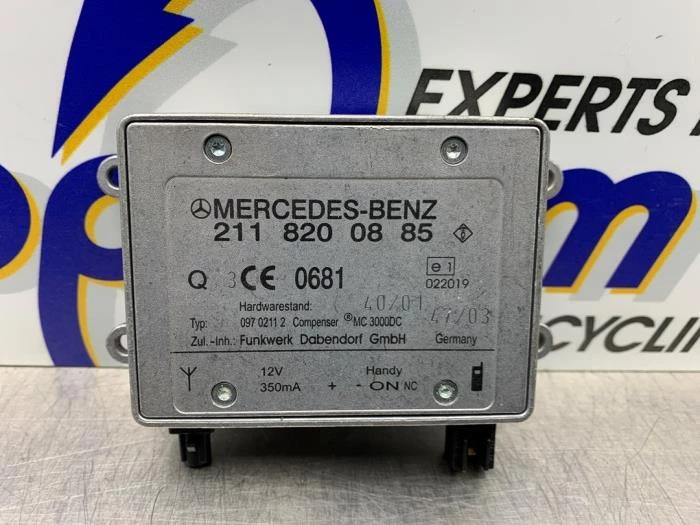 EXPERTS
MERCEDES-BENZ
211 820 08 85
Q 3 CE 0681
e1
022019
Hardwarestand: 40/01
Typ: 097 0211 2 Compenser ® MC 3000DC 47/03
Zul.-Inh.: Funkwerk Dabendorf GmbH Germany
12V Handy
350mA + - ON NC
CYCLIN